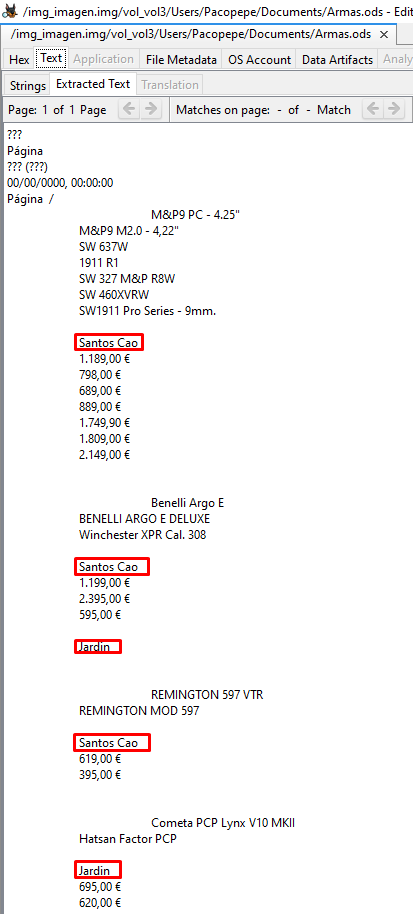 /img_imagen.img/vol_vol3/Users/Pacopepe/Documents/Armas.ods - Edi
/img_imagen.img/vol_vol3/Users/Pacopepe/Documents/Armas.ods ×
Hex Text Application File Metadata OS Account Data Artifacts Analy
Strings Extracted Text Translation
Page: 1 of 1 Page Matches on page: - of - Match
???
Página
??? (???)
00/00/0000, 00:00:00
Página /
M&P9 PC - 4.25"
M&P9 M2.0 - 4,22"
SW 637W
1911 R1
SW 327 M&P R8W
SW 460XVRW
SW1911 Pro Series - 9mm.
Santos Cao
1.189,00 €
798,00 €
689,00 €
889,00 €
1.749,90 €
1.809,00 €
2.149,00 €
Benelli Argo E
BENELLI ARGO E DELUXE
Winchester XPR Cal. 308
Santos Cao
1.199,00 €
2.395,00 €
595,00 €
Jardin
REMINGTON 597 VTR
REMINGTON MOD 597
Santos Cao
619,00 €
395,00 €
Cometa PCP Lynx V10 MKII
Hatsan Factor PCP
Jardin
695,00 €
620,00 €